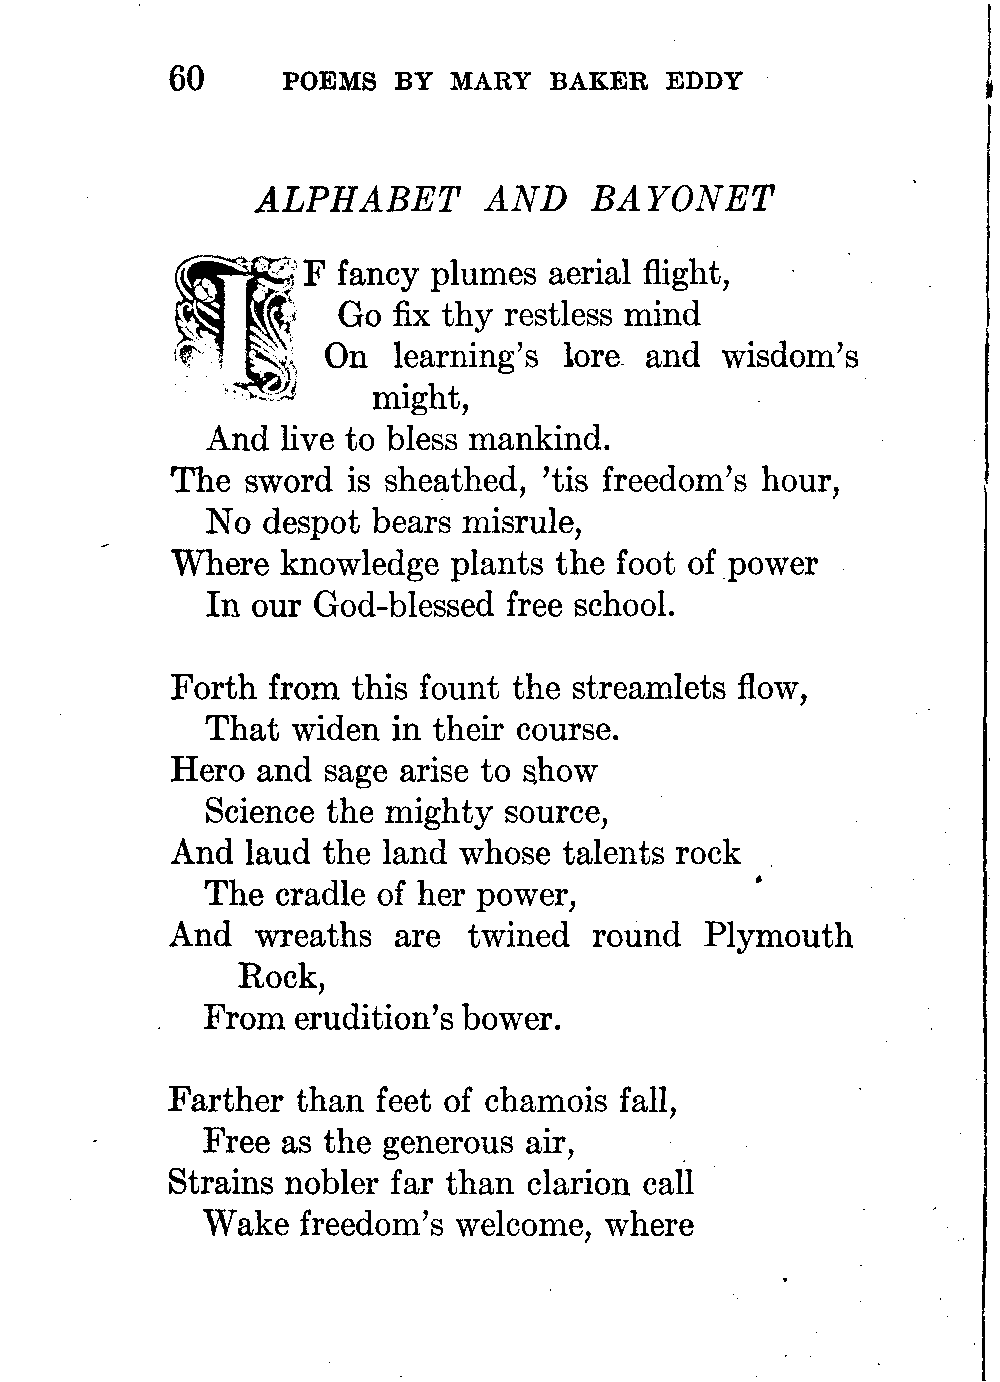 60 POEMS BY MARY BAKER EDDY
ALPHABET AND BAYONET
IF fancy plumes aerial flight,
Go fix thy restless mind
On learning's lore and wisdom's
might,
And live to bless mankind.
The sword is sheathed, 'tis freedom's hour,
No despot bears misrule,
Where knowledge plants the foot of power
In our God-blessed free school.
Forth from this fount the streamlets flow,
That widen in their course.
Hero and sage arise to show
Science the mighty source,
And laud the land whose talents rock
The cradle of her power,
And wreaths are twined round Plymouth
Rock,
From erudition's bower.
Farther than feet of chamois fall,
Free as the generous air,
Strains nobler far than clarion call
Wake freedom's welcome, where